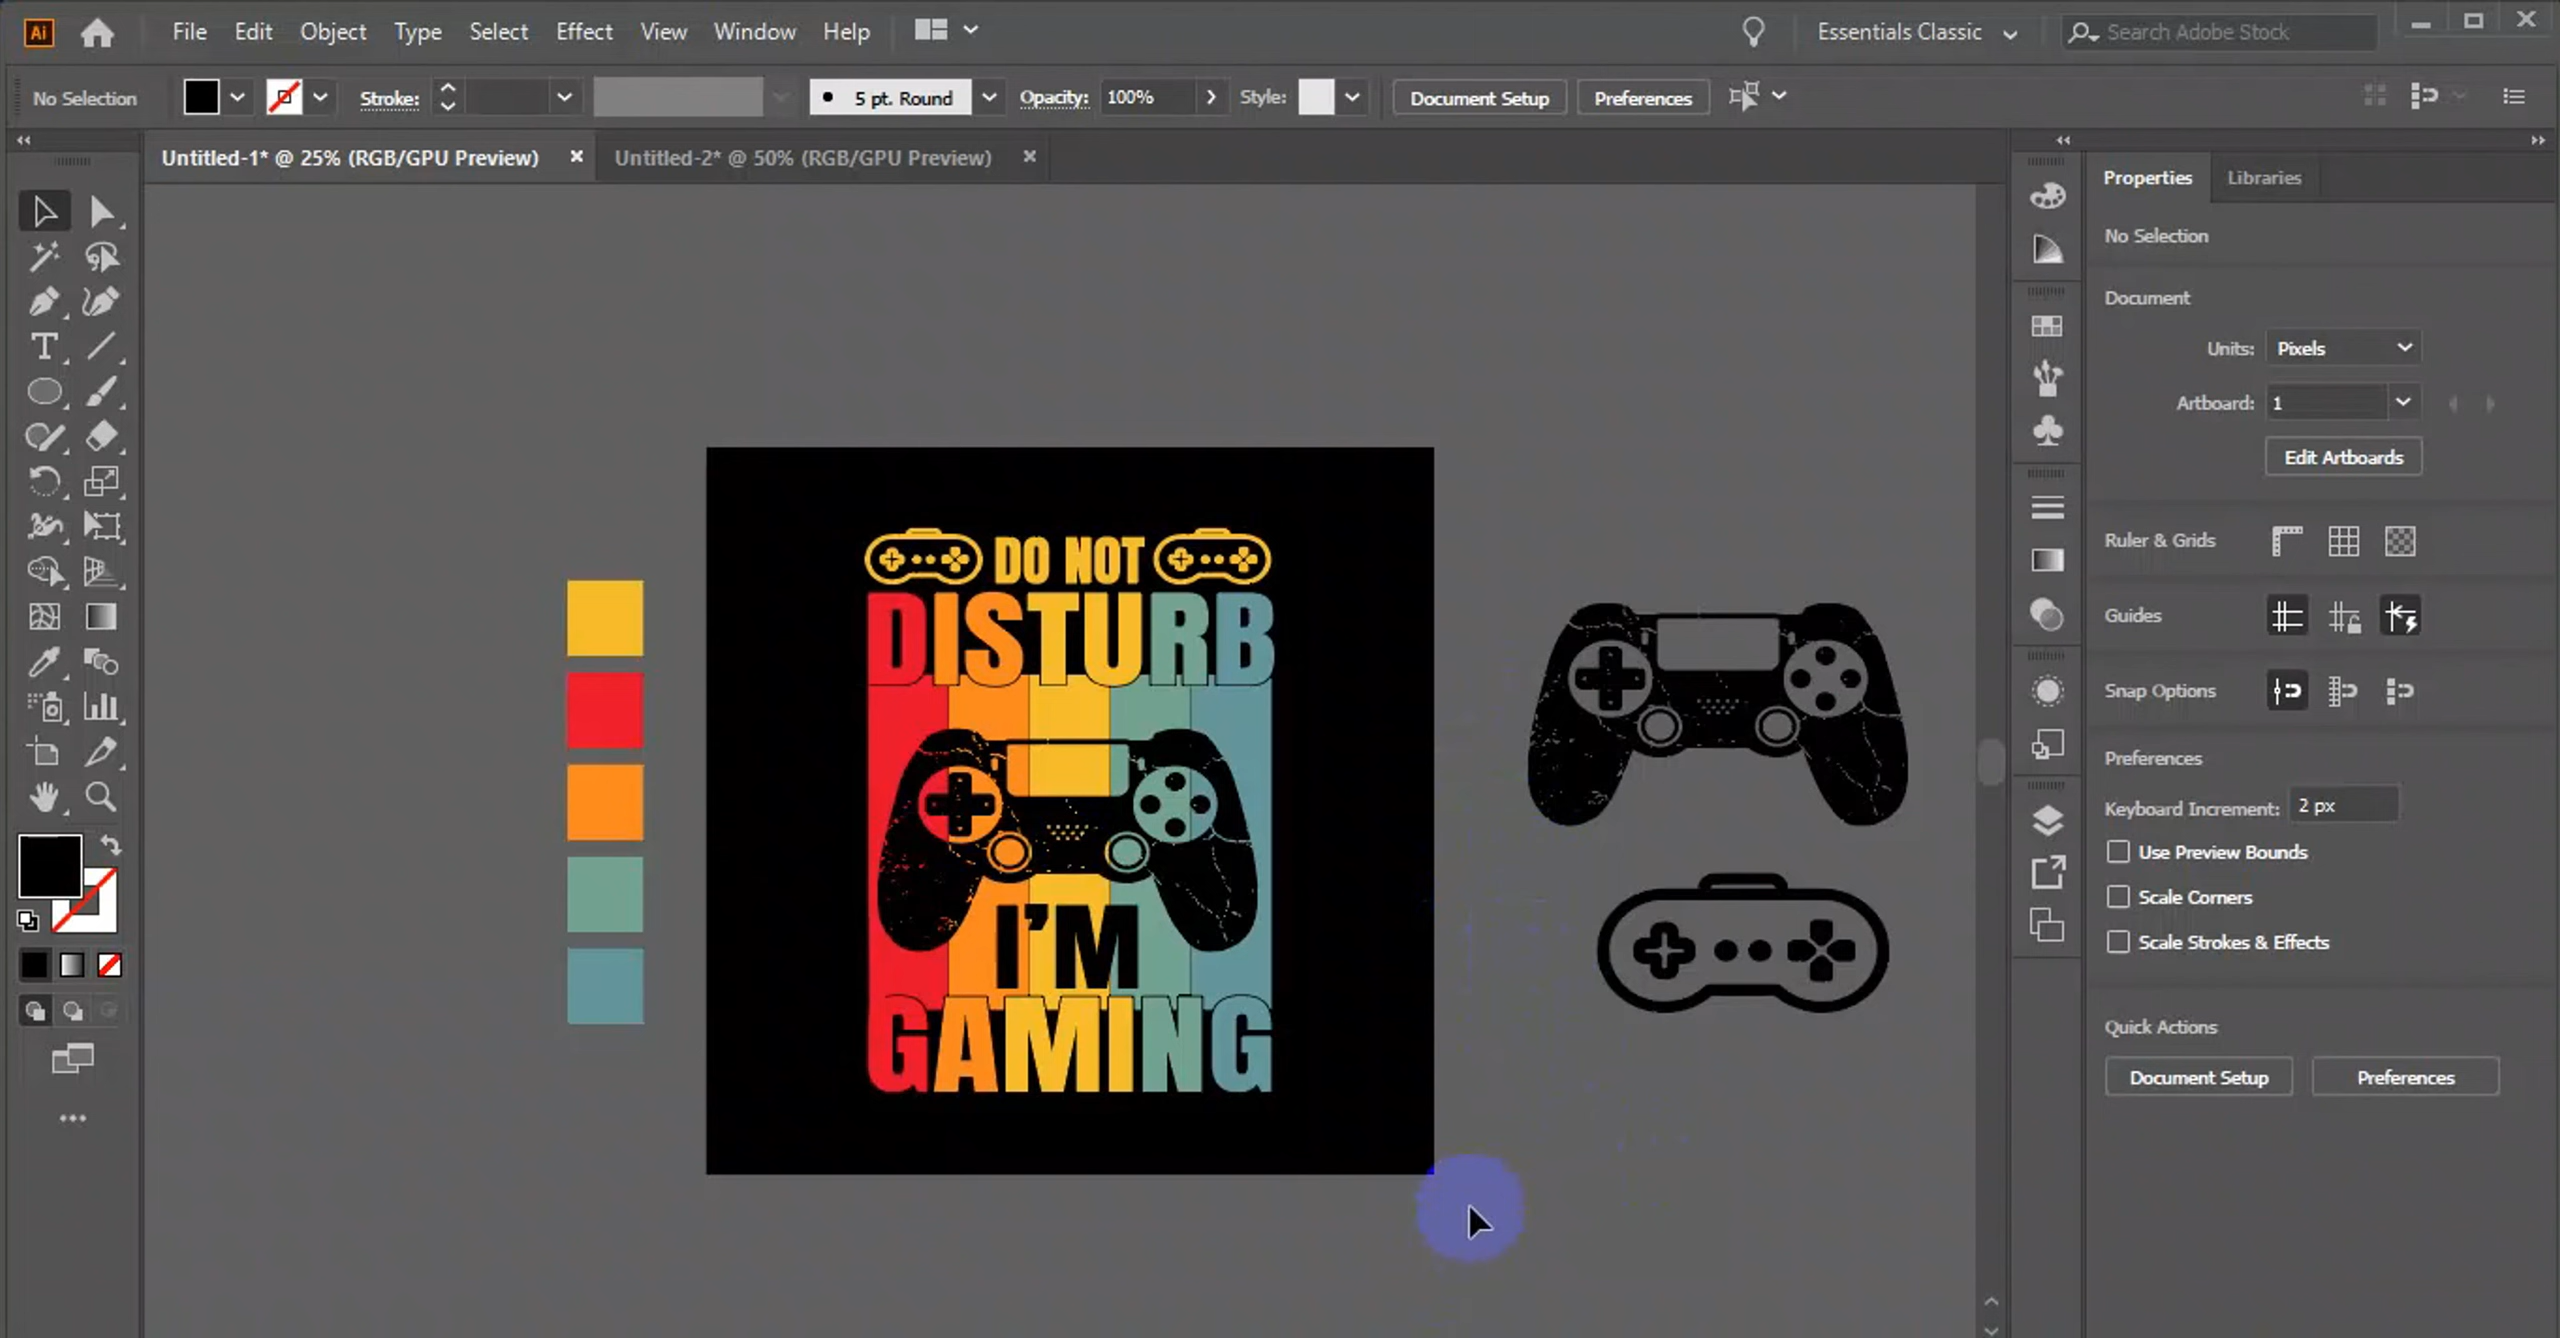 Ai File Edit Object Type Select Effect View Window Help Essentials Classic Search Adobe Stock
No Selection Stroke: 5 pt. Round Opacity: 100% Style: Document Setup Preferences
Untitled-1* @ 25% (RGB/GPU Preview) × Untitled-2* @ 50% (RGB/GPU Preview) ×
Properties Libraries
No Selection
Document
Units: Pixels
Artboard: 1
Edit Artboards
Ruler & Grids
Guides
Snap Options
Preferences
Keyboard Increment: 2 px
Use Preview Bounds
Scale Corners
Scale Strokes & Effects
Quick Actions
Document Setup Preferences
DO NOT
DISTURB
I'M
GAMING